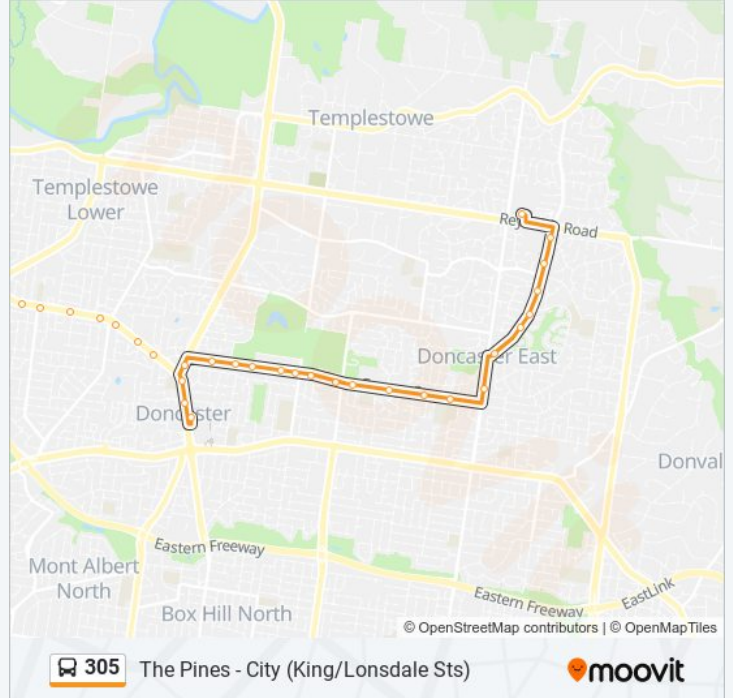 Templestowe
Templestowe
Lower
Rey
Road
Doncaster East
Doncaster
Donval
Eastern Freeway
Mont Albert
North
Box Hill North
Eastern Freeway
EastLink
© OpenStreetMap contributors | © OpenMapTiles
305 The Pines - City (King/Lonsdale Sts)
moovit